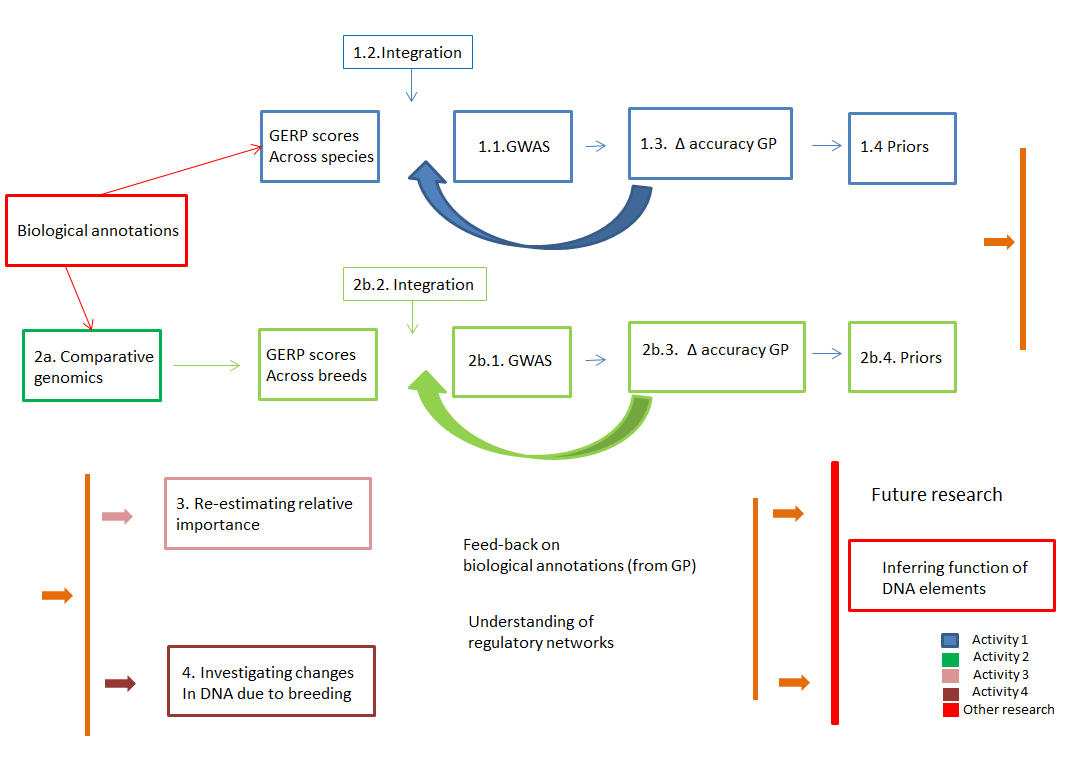 1.2.Integration
GERP scores
Across species
1.1.GWAS
1.3. Δ accuracy GP
1.4 Priors
Biological annotations
2b.2. Integration
2a. Comparative
genomics
GERP scores
Across breeds
2b.1. GWAS
2b.3. Δ accuracy GP
2b.4. Priors
3. Re-estimating relative
importance
4. Investigating changes
In DNA due to breeding
Feed-back on
biological annotations (from GP)
Understanding of
regulatory networks
Future research
Inferring function of
DNA elements
Activity 1
Activity 2
Activity 3
Activity 4
Other research